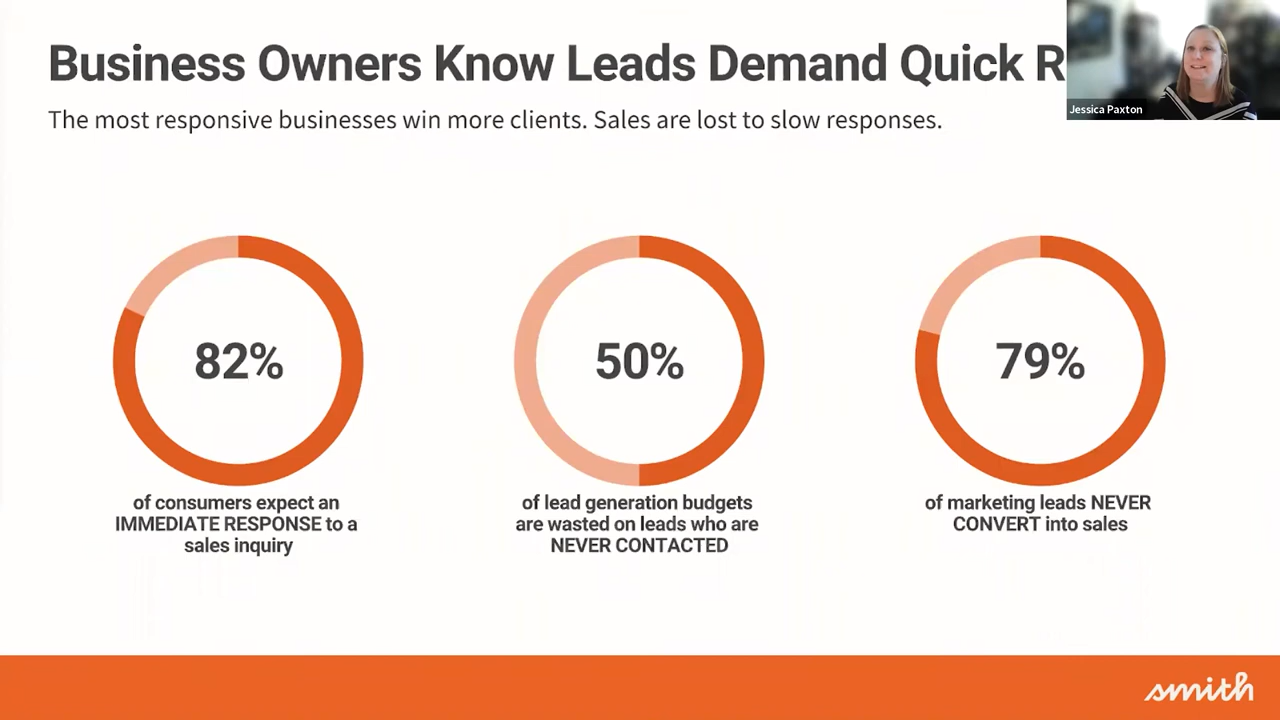 Business Owners Know Leads Demand Quick R
Jessica Paxton
The most responsive businesses win more clients. Sales are lost to slow responses.
82%
of consumers expect an
IMMEDIATE RESPONSE to a
sales inquiry
50%
of lead generation budgets
are wasted on leads who are
NEVER CONTACTED
79%
of marketing leads NEVER
CONVERT into sales
smith